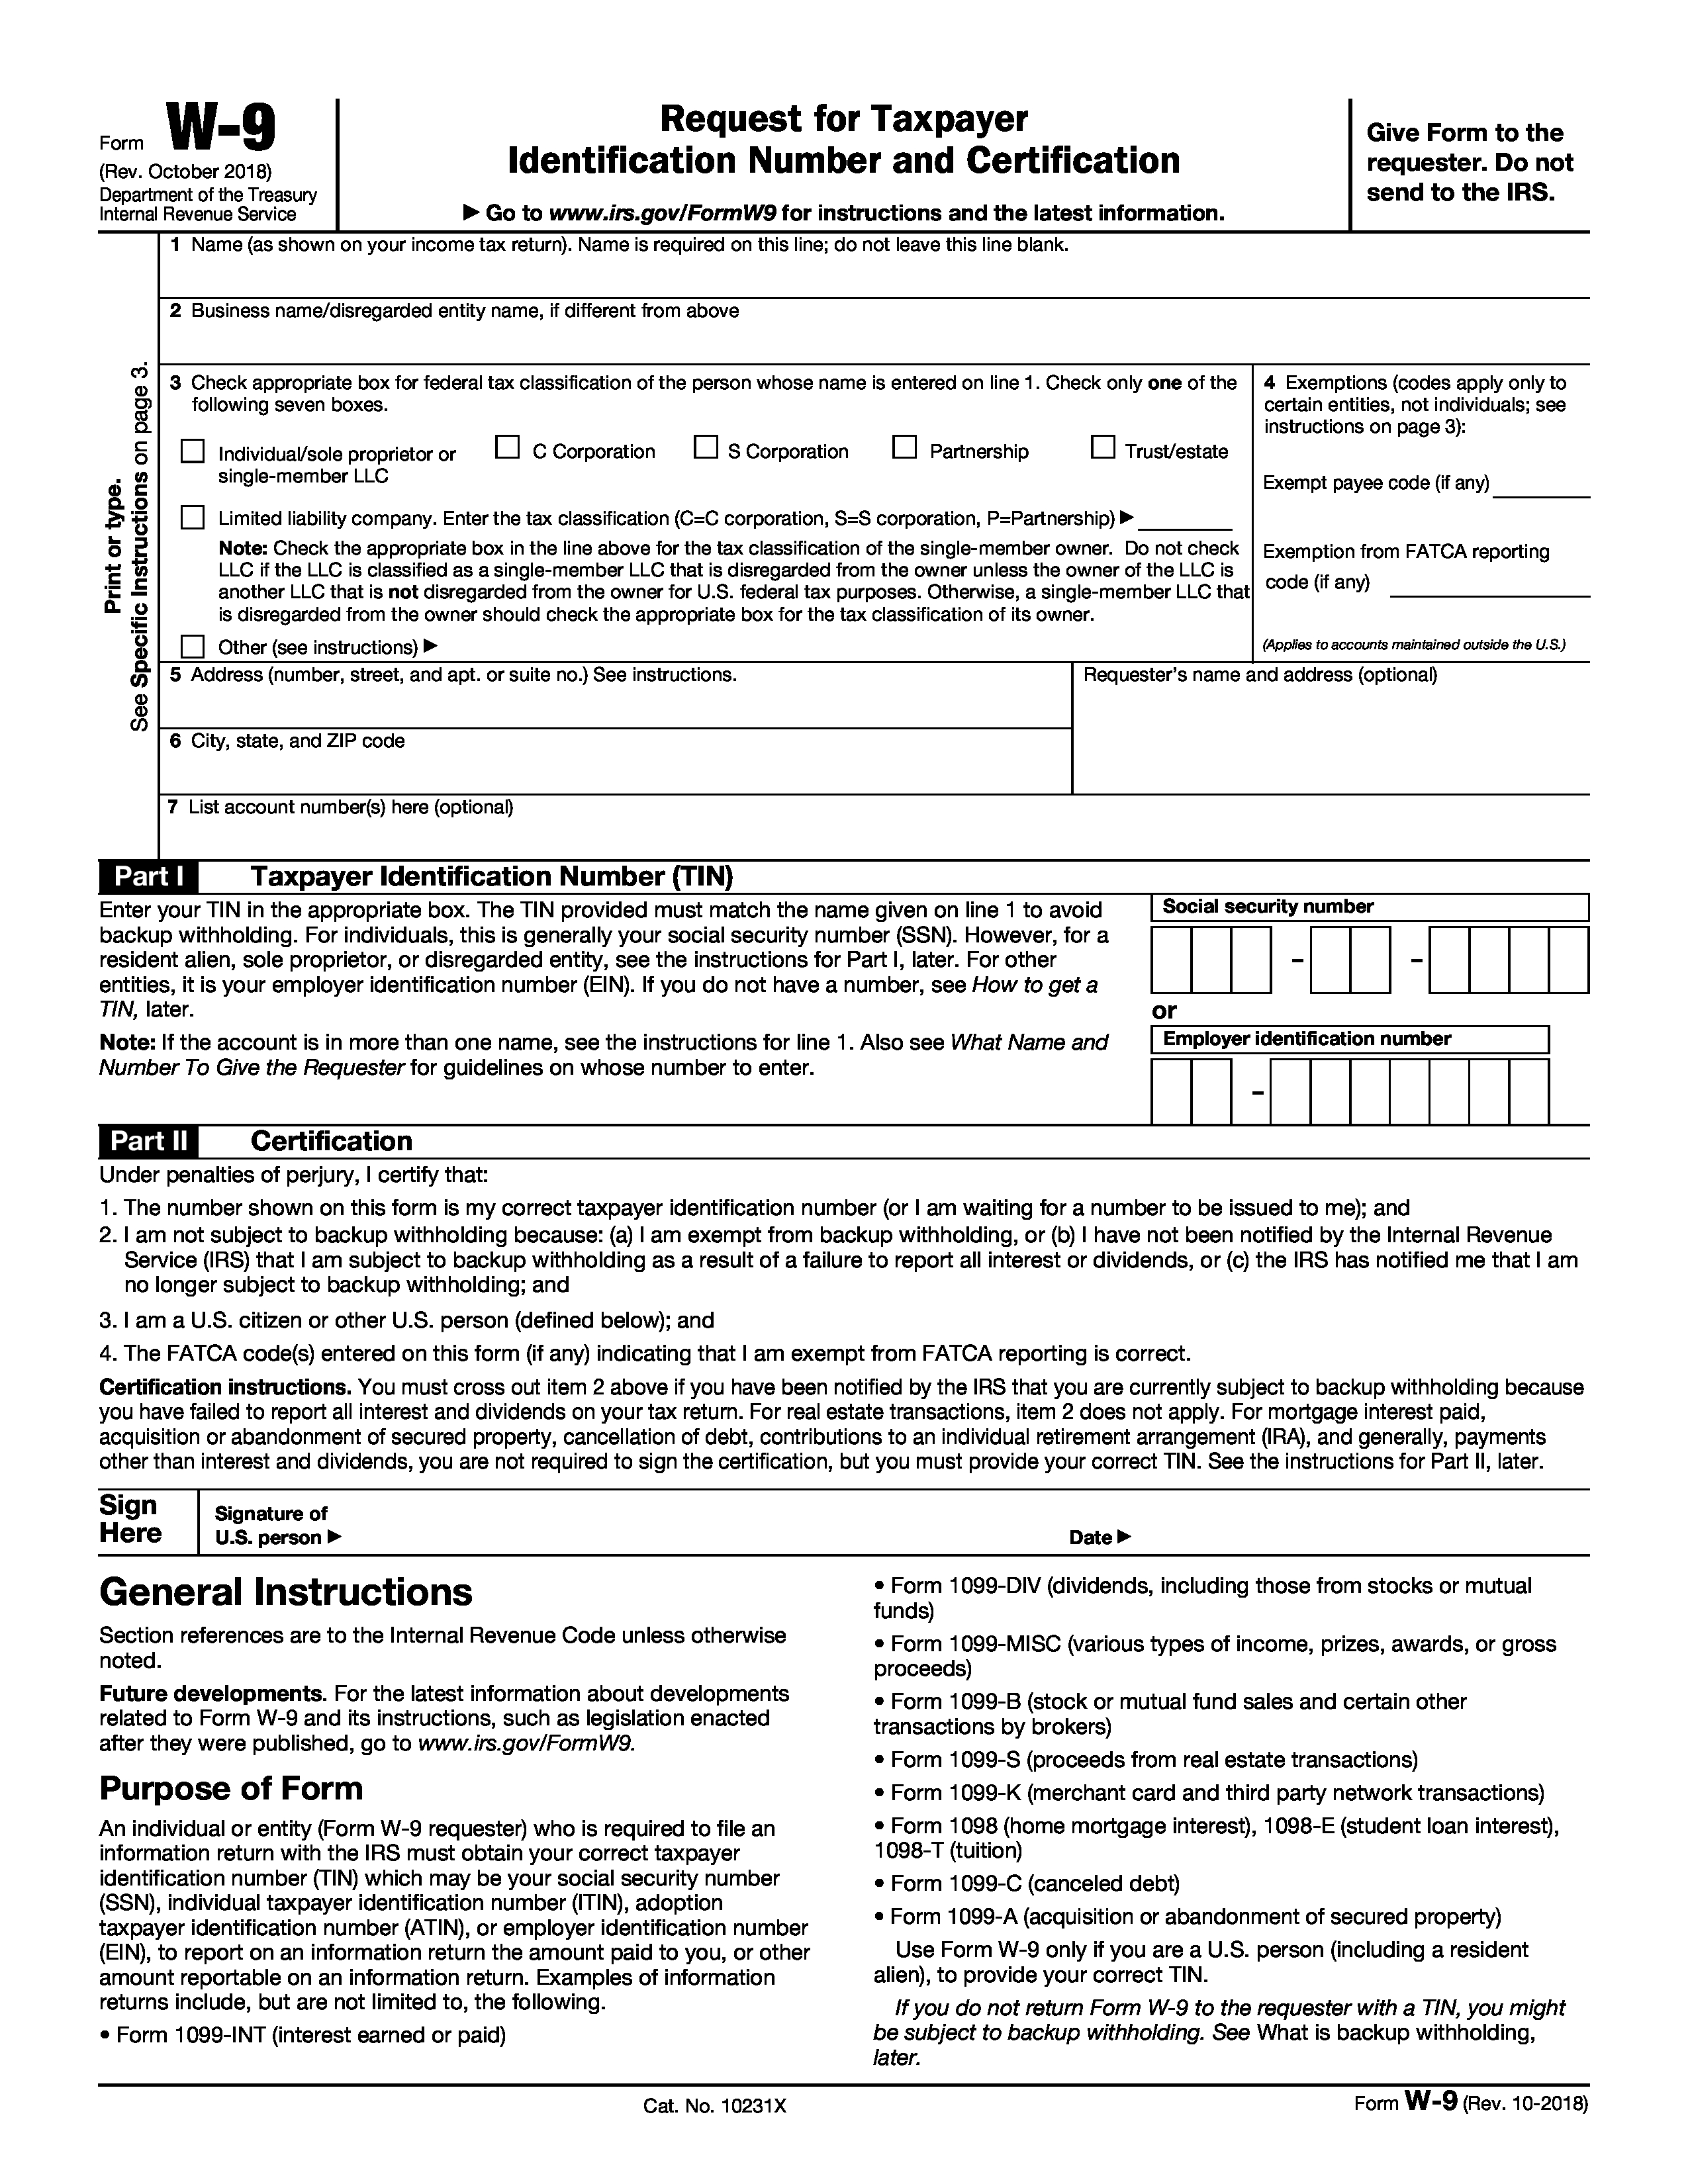 Form W-9
(Rev. October 2018)
Department of the Treasury
Internal Revenue Service
Request for Taxpayer
Identification Number and Certification
▶ Go to www.irs.gov/FormW9 for instructions and the latest information.
Give Form to the
requester. Do not
send to the IRS.
Print or type.
See Specific Instructions on page 3.
1 Name (as shown on your income tax return). Name is required on this line; do not leave this line blank.
2 Business name/disregarded entity name, if different from above
3 Check appropriate box for federal tax classification of the person whose name is entered on line 1. Check only one of the
following seven boxes.
Individual/sole proprietor or
single-member LLC
C Corporation
S Corporation
Partnership
Trust/estate
Limited liability company. Enter the tax classification (C=C corporation, S=S corporation, P=Partnership) ▶
Note: Check the appropriate box in the line above for the tax classification of the single-member owner. Do not check
LLC if the LLC is classified as a single-member LLC that is disregarded from the owner unless the owner of the LLC is
another LLC that is not disregarded from the owner for U.S. federal tax purposes. Otherwise, a single-member LLC that
is disregarded from the owner should check the appropriate box for the tax classification of its owner.
Other (see instructions) ▶
4 Exemptions (codes apply only to
certain entities, not individuals; see
instructions on page 3):
Exempt payee code (if any)
Exemption from FATCA reporting
code (if any)
(Applies to accounts maintained outside the U.S.)
5 Address (number, street, and apt. or suite no.) See instructions.
Requester's name and address (optional)
6 City, state, and ZIP code
7 List account number(s) here (optional)
Part I Taxpayer Identification Number (TIN)
Enter your TIN in the appropriate box. The TIN provided must match the name given on line 1 to avoid
backup withholding. For individuals, this is generally your social security number (SSN). However, for a
resident alien, sole proprietor, or disregarded entity, see the instructions for Part I, later. For other
entities, it is your employer identification number (EIN). If you do not have a number, see How to get a
TIN, later.
Note: If the account is in more than one name, see the instructions for line 1. Also see What Name and
Number To Give the Requester for guidelines on whose number to enter.
Social security number
– –
or
Employer identification number
–
Part II Certification
Under penalties of perjury, I certify that:
1. The number shown on this form is my correct taxpayer identification number (or I am waiting for a number to be issued to me); and
2. I am not subject to backup withholding because: (a) I am exempt from backup withholding, or (b) I have not been notified by the Internal Revenue
Service (IRS) that I am subject to backup withholding as a result of a failure to report all interest or dividends, or (c) the IRS has notified me that I am
no longer subject to backup withholding; and
3. I am a U.S. citizen or other U.S. person (defined below); and
4. The FATCA code(s) entered on this form (if any) indicating that I am exempt from FATCA reporting is correct.
Certification instructions. You must cross out item 2 above if you have been notified by the IRS that you are currently subject to backup withholding because
you have failed to report all interest and dividends on your tax return. For real estate transactions, item 2 does not apply. For mortgage interest paid,
acquisition or abandonment of secured property, cancellation of debt, contributions to an individual retirement arrangement (IRA), and generally, payments
other than interest and dividends, you are not required to sign the certification, but you must provide your correct TIN. See the instructions for Part II, later.
Sign
Here
Signature of
U.S. person ▶
Date ▶
General Instructions
Section references are to the Internal Revenue Code unless otherwise
noted.
Future developments. For the latest information about developments
related to Form W-9 and its instructions, such as legislation enacted
after they were published, go to www.irs.gov/FormW9.
Purpose of Form
An individual or entity (Form W-9 requester) who is required to file an
information return with the IRS must obtain your correct taxpayer
identification number (TIN) which may be your social security number
(SSN), individual taxpayer identification number (ITIN), adoption
taxpayer identification number (ATIN), or employer identification number
(EIN), to report on an information return the amount paid to you, or other
amount reportable on an information return. Examples of information
returns include, but are not limited to, the following.
• Form 1099-INT (interest earned or paid)
• Form 1099-DIV (dividends, including those from stocks or mutual
funds)
• Form 1099-MISC (various types of income, prizes, awards, or gross
proceeds)
• Form 1099-B (stock or mutual fund sales and certain other
transactions by brokers)
• Form 1099-S (proceeds from real estate transactions)
• Form 1099-K (merchant card and third party network transactions)
• Form 1098 (home mortgage interest), 1098-E (student loan interest),
1098-T (tuition)
• Form 1099-C (canceled debt)
• Form 1099-A (acquisition or abandonment of secured property)
Use Form W-9 only if you are a U.S. person (including a resident
alien), to provide your correct TIN.
If you do not return Form W-9 to the requester with a TIN, you might
be subject to backup withholding. See What is backup withholding,
later.
Cat. No. 10231X
Form W-9 (Rev. 10-2018)